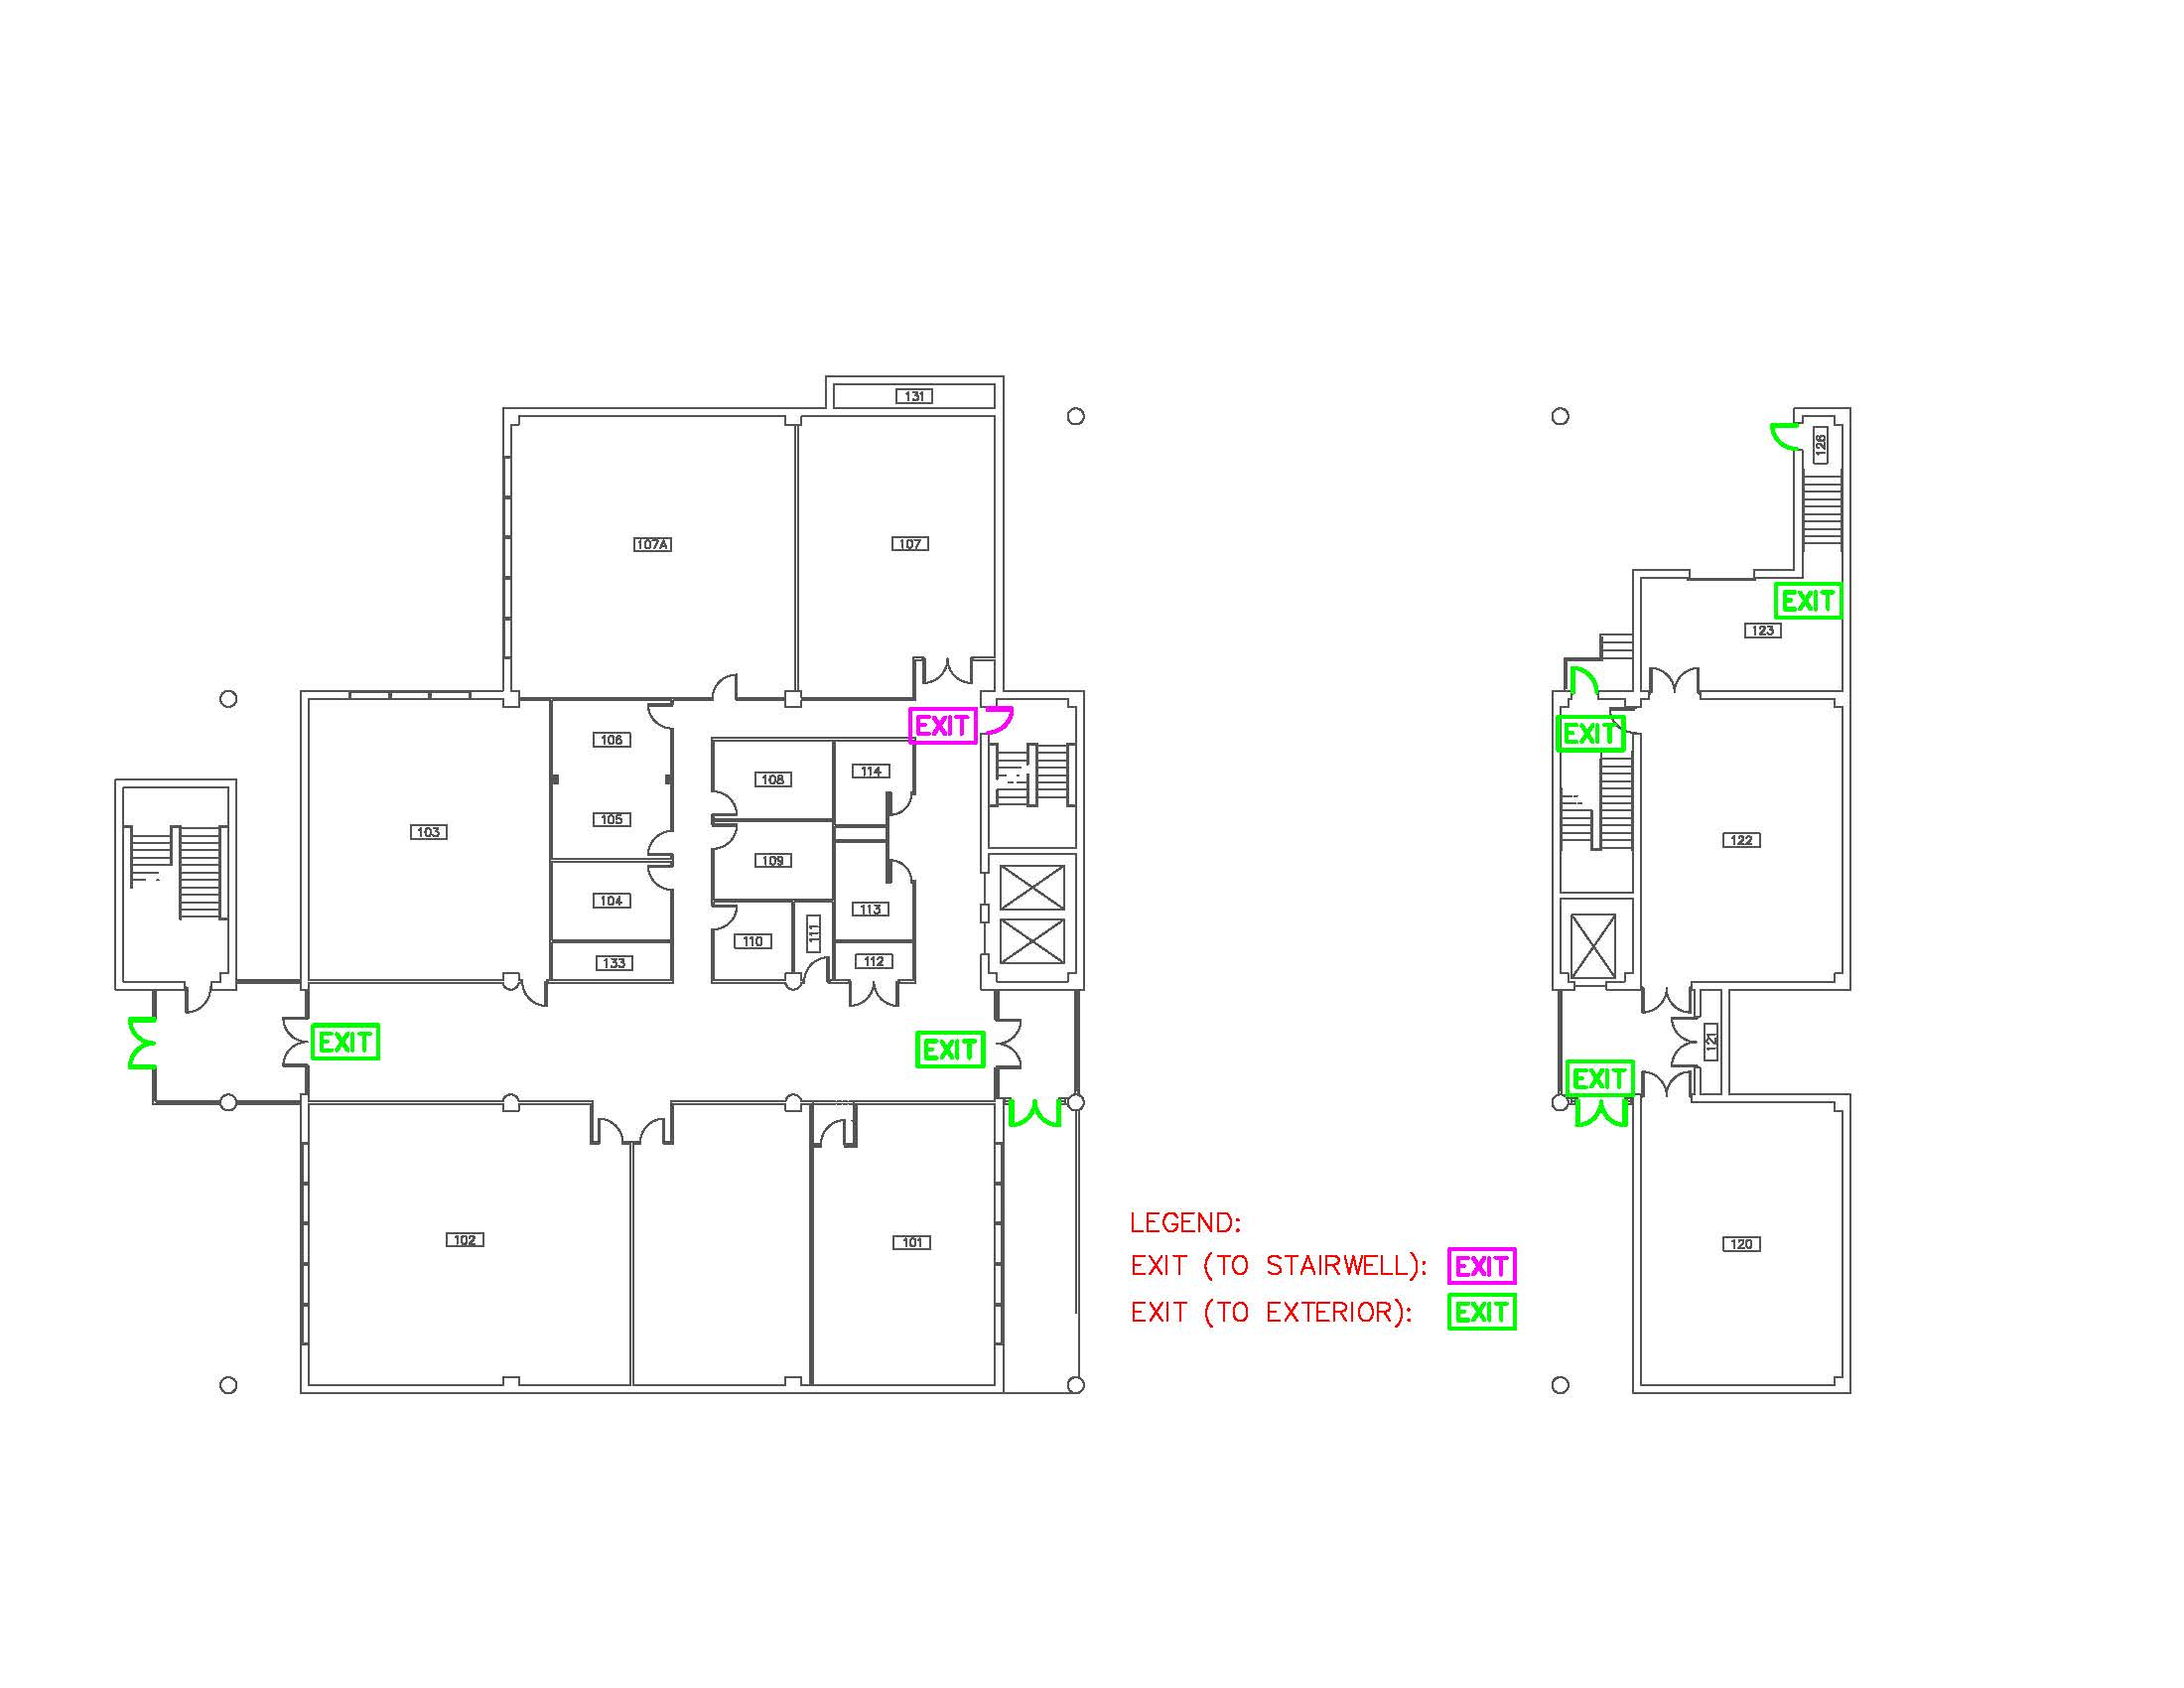 131
126
107A
107
EXIT
123
EXIT
EXIT
106
108
114
103
105
109
122
104
113
111
110
112
133
EXIT
EXIT
121
EXIT
102
101
120
LEGEND:
EXIT (TO STAIRWELL): EXIT
EXIT (TO EXTERIOR): EXIT